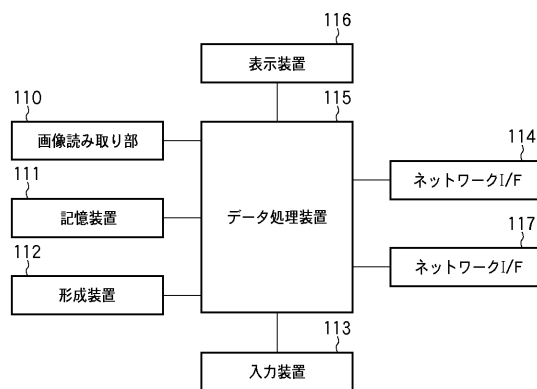 116
表示装置
110
画像読み取り部
115
データ処理装置
114
ネットワークI/F
111
記憶装置
117
ネットワークI/F
112
形成装置
113
入力装置